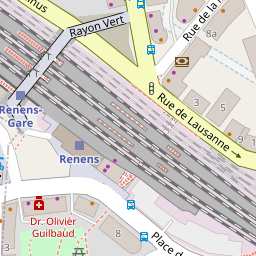 nus
Rayon Vert
Rue de la
8a
Renens-
Gare
3
5
9
Rue de Lausanne
Renens
Dr. Olivier
Guilbaud
8
Place d